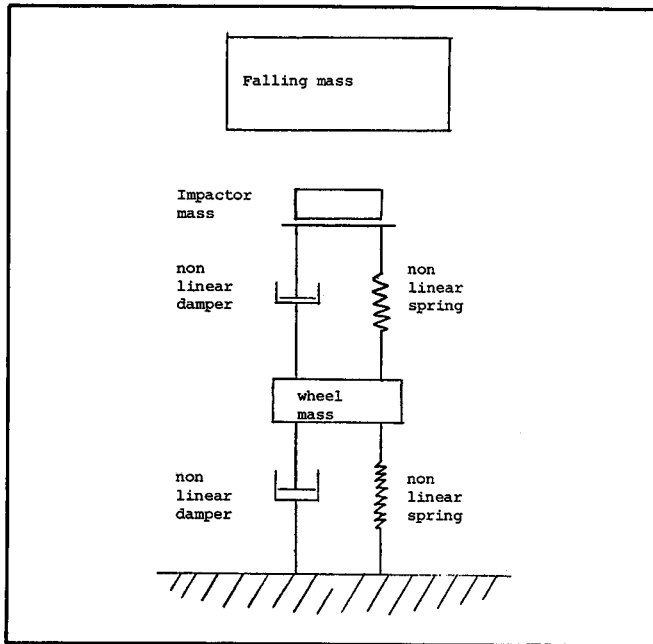 Falling mass
Impactor
mass
non
linear
damper
non
linear
spring
wheel
mass
non
linear
damper
non
linear
spring